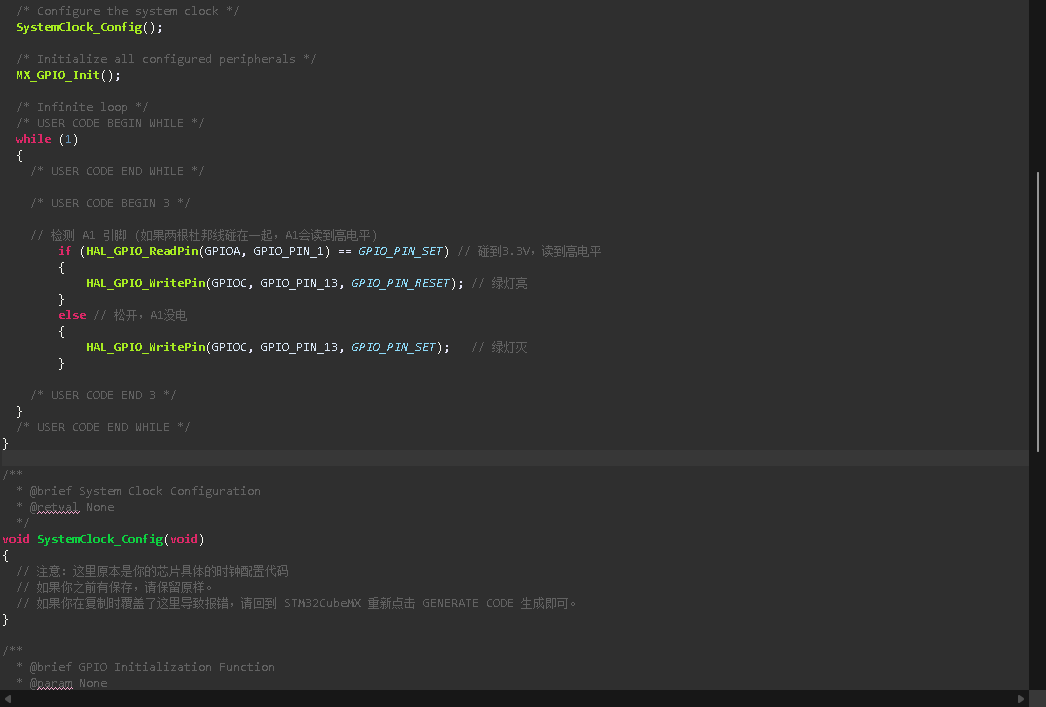 /* Configure the system clock */
SystemClock_Config();
/* Initialize all configured peripherals */
MX_GPIO_Init();
/* Infinite loop */
/* USER CODE BEGIN WHILE */
while (1)
{
/* USER CODE END WHILE */
/* USER CODE BEGIN 3 */
// 检测 A1 引脚 (如果两根杜邦线碰在一起，A1会读到高电平)
if (HAL_GPIO_ReadPin(GPIOA, GPIO_PIN_1) == GPIO_PIN_SET) // 碰到3.3V，读到高电平
{
HAL_GPIO_WritePin(GPIOC, GPIO_PIN_13, GPIO_PIN_RESET); // 绿灯亮
}
else // 松开，A1没电
{
HAL_GPIO_WritePin(GPIOC, GPIO_PIN_13, GPIO_PIN_SET); // 绿灯灭
}
/* USER CODE END 3 */
}
/* USER CODE END WHILE */
}
/**
* @brief System Clock Configuration
* @retval None
*/
void SystemClock_Config(void)
{
// 注意：这里原本是你的芯片具体的时钟配置代码
// 如果你之前有保存，请保留原样。
// 如果你在复制时覆盖了这里导致报错，请回到 STM32CubeMX 重新点击 GENERATE CODE 生成即可。
}
/**
* @brief GPIO Initialization Function
* @param None